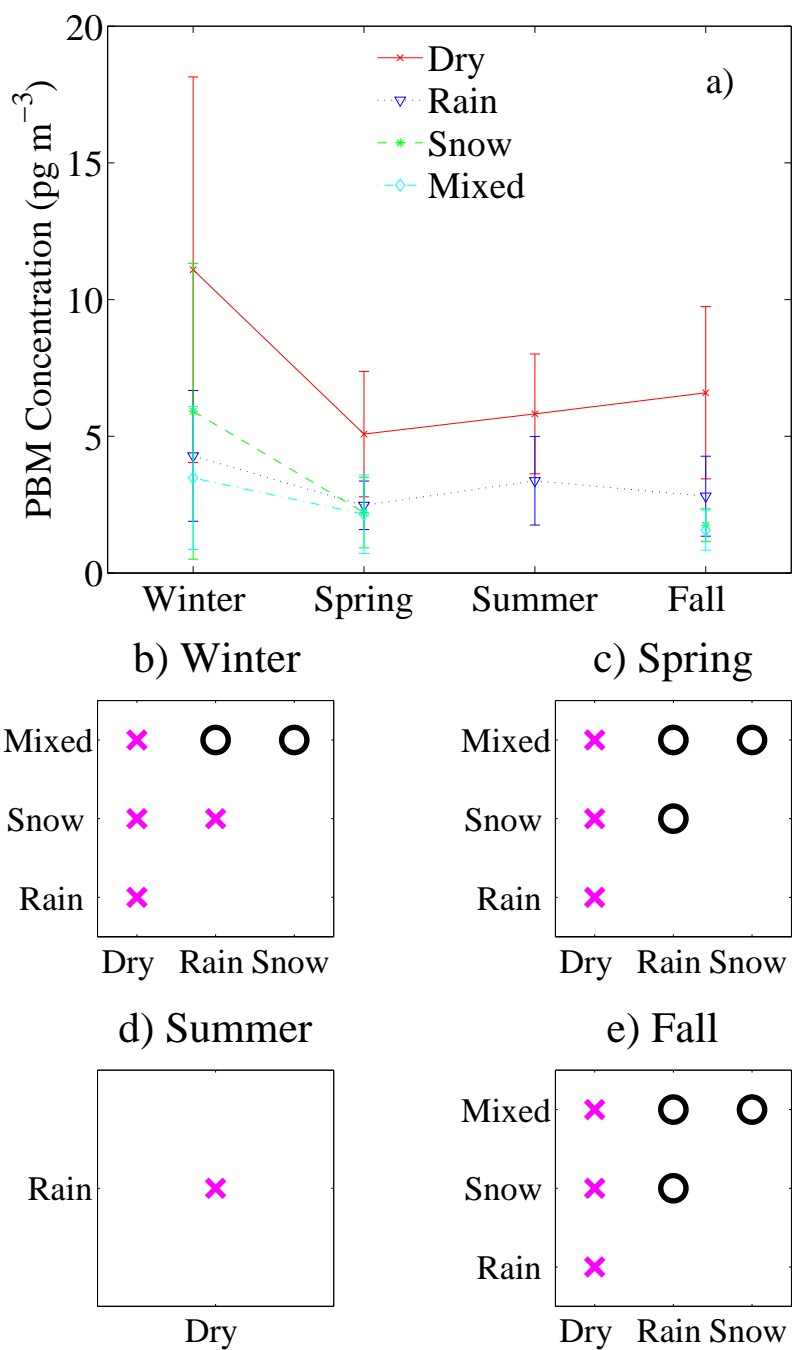 20
15
10
5
0
PBM Concentration (pg m⁻³)
Dry
Rain
Snow
Mixed
a)
Winter Spring Summer Fall
b) Winter
Mixed
Snow
Rain
Dry Rain Snow
c) Spring
Mixed
Snow
Rain
Dry Rain Snow
d) Summer
Rain
Dry
e) Fall
Mixed
Snow
Rain
Dry Rain Snow